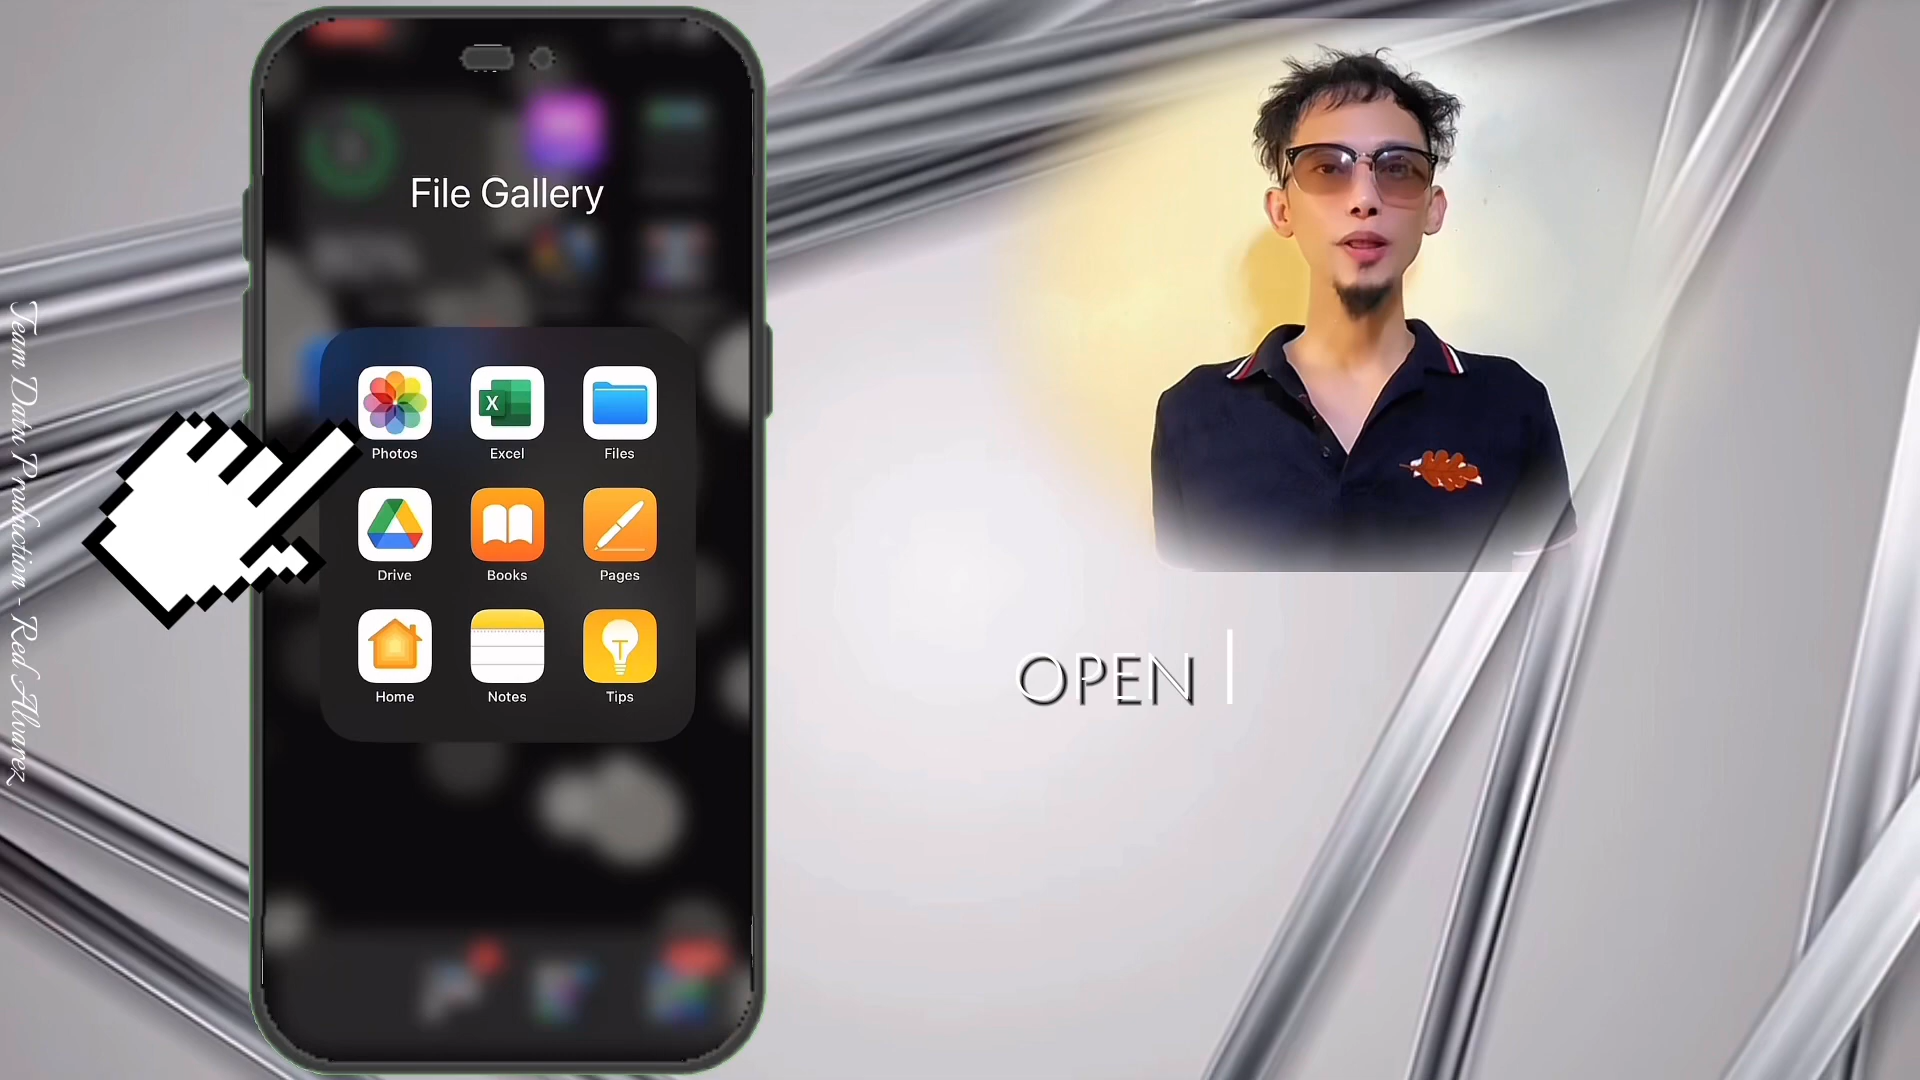 Team Datu Production - Red Alvarez
File Gallery
Photos
X
Excel
Files
Drive
Books
Pages
Home
Notes
T
Tips
OPEN